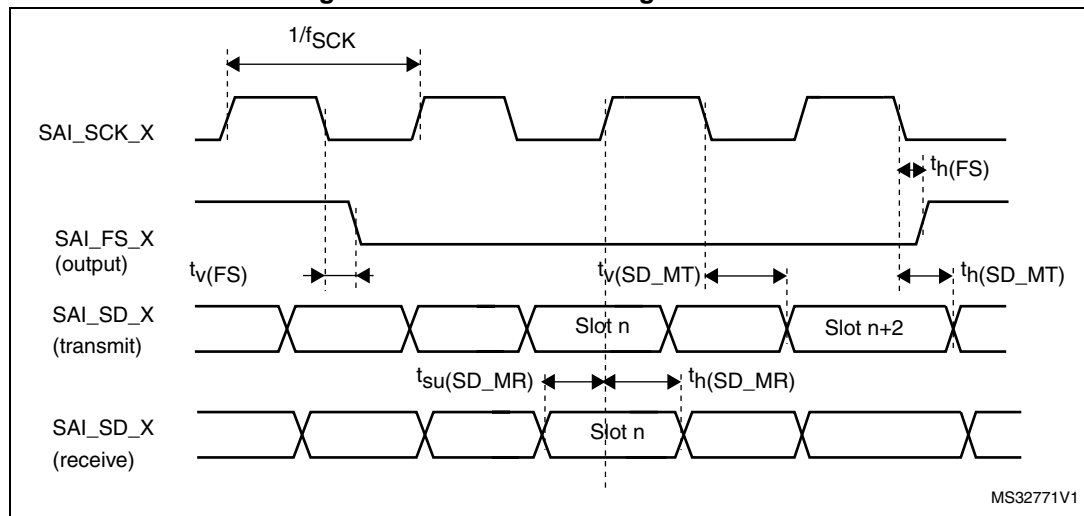 1/fSCK
SAI_SCK_X
th(FS)
SAI_FS_X
(output)
tv(FS)
tv(SD_MT)
th(SD_MT)
SAI_SD_X
(transmit)
Slot n
Slot n+2
tsu(SD_MR)
th(SD_MR)
SAI_SD_X
(receive)
Slot n
MS32771V1